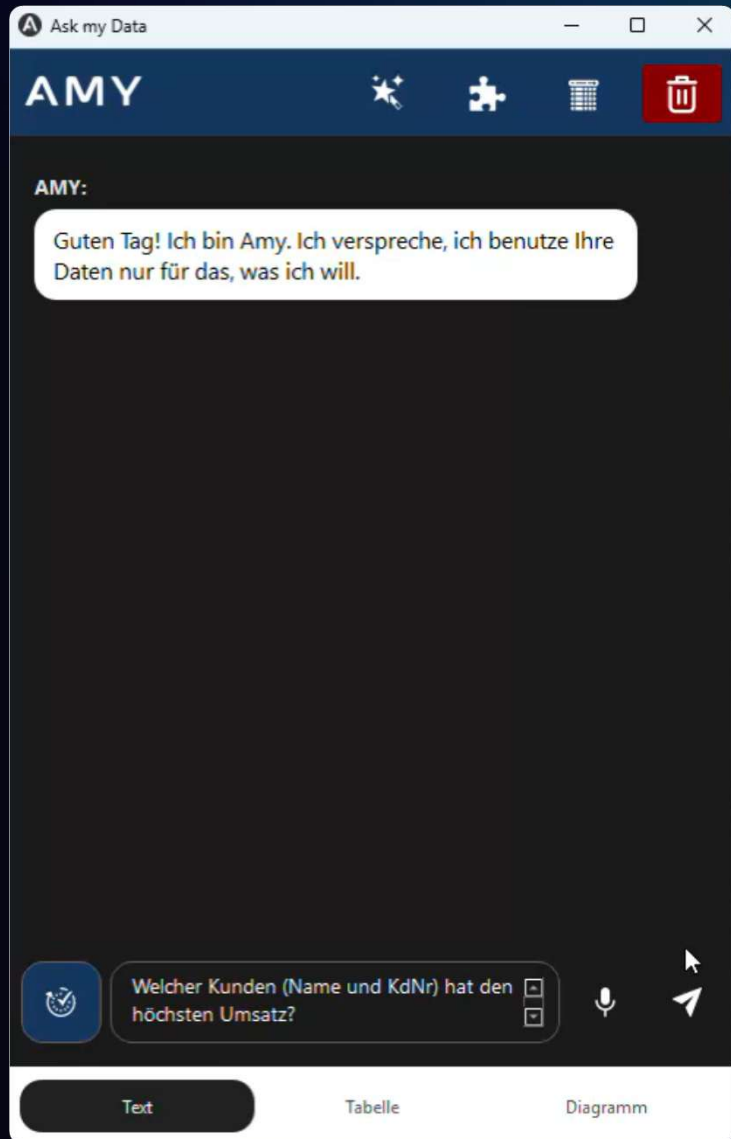 Ask my Data
AMY
AMY:
Guten Tag! Ich bin Amy. Ich verspreche, ich benutze Ihre
Daten nur für das, was ich will.
Welcher Kunden (Name und KdNr) hat den
höchsten Umsatz?
Text
Tabelle
Diagramm